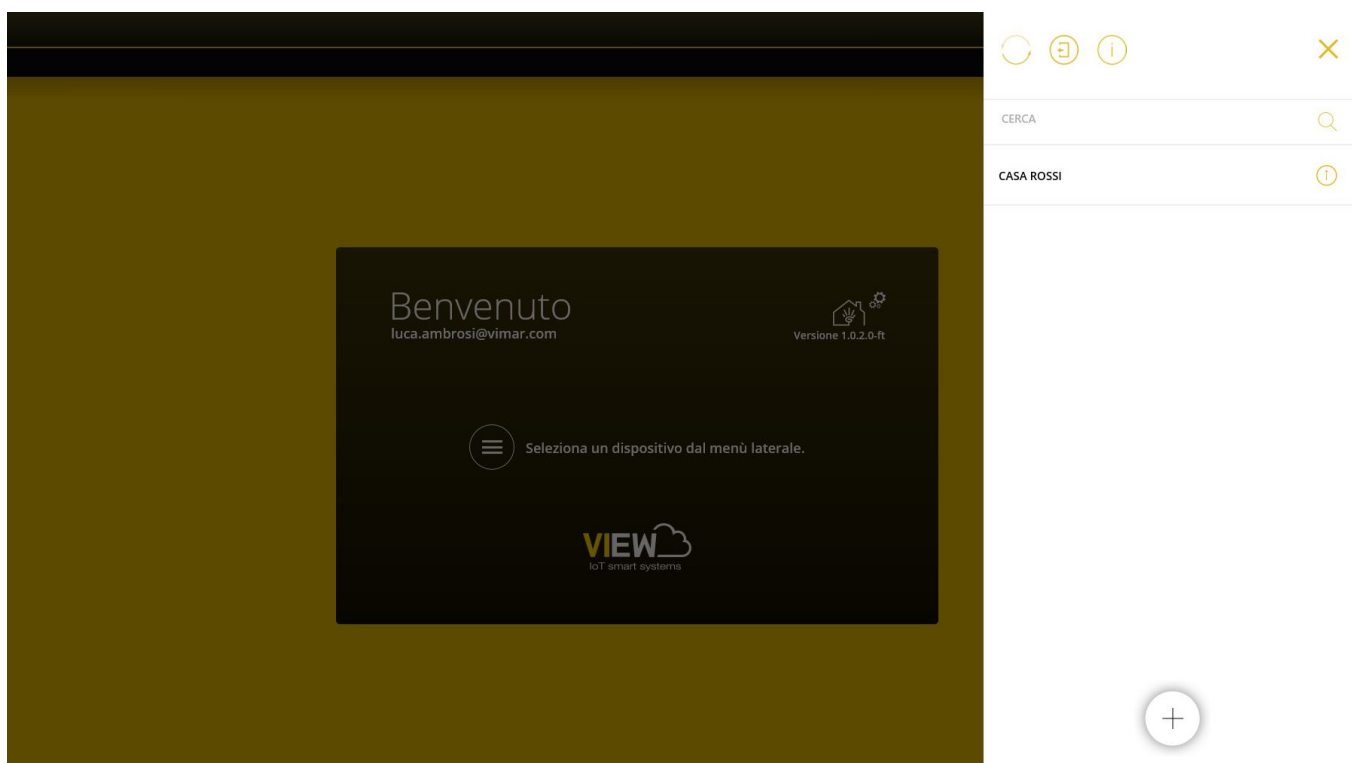 CERCA
CASA ROSSI
Benvenuto
luca.ambrosi@vimar.com
Versione 1.0.2.0-ft
Seleziona un dispositivo dal menù laterale.
VIEW
IoT smart systems